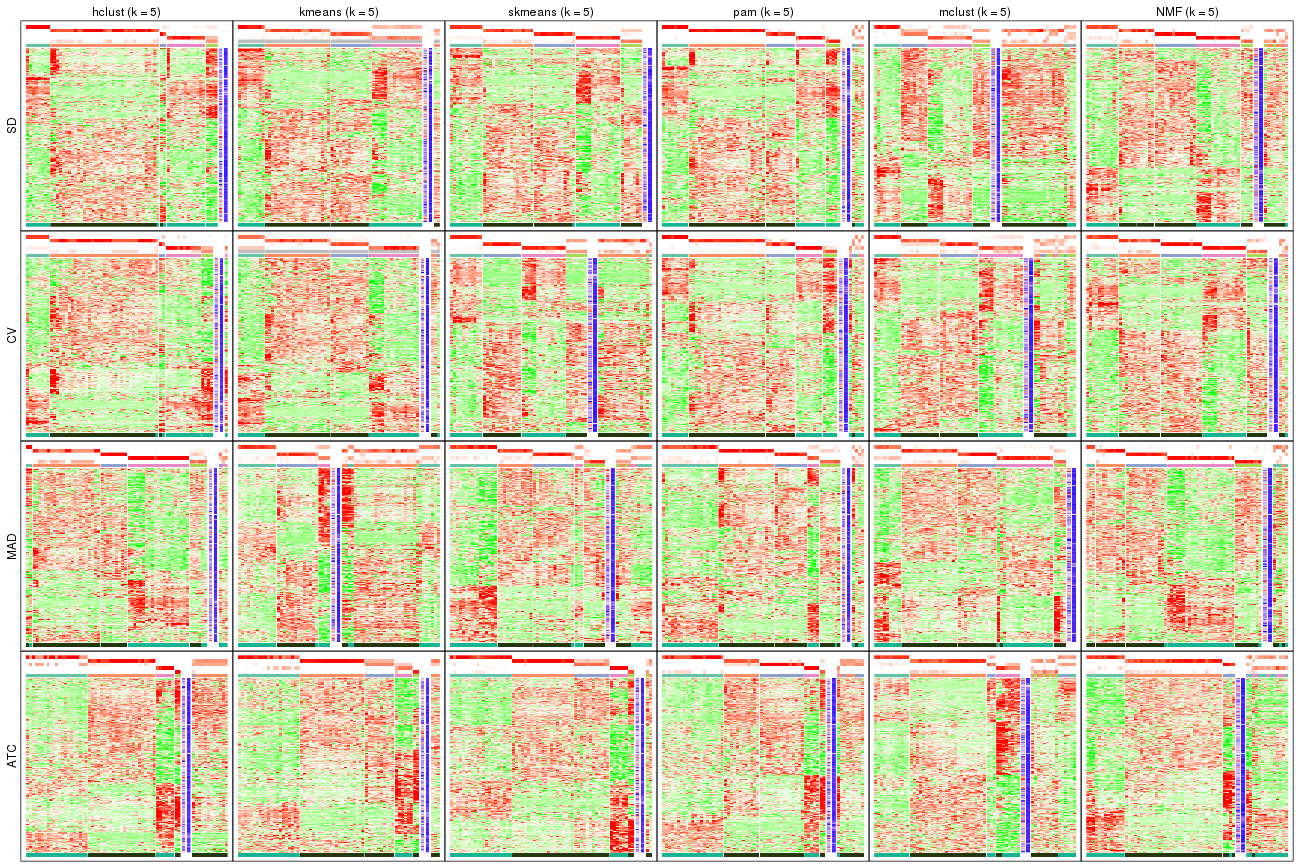 hclust (k = 5) kmeans (k = 5) skmeans (k = 5) pam (k = 5) mclust (k = 5) NMF (k = 5)
SD
CV
MAD
ATC